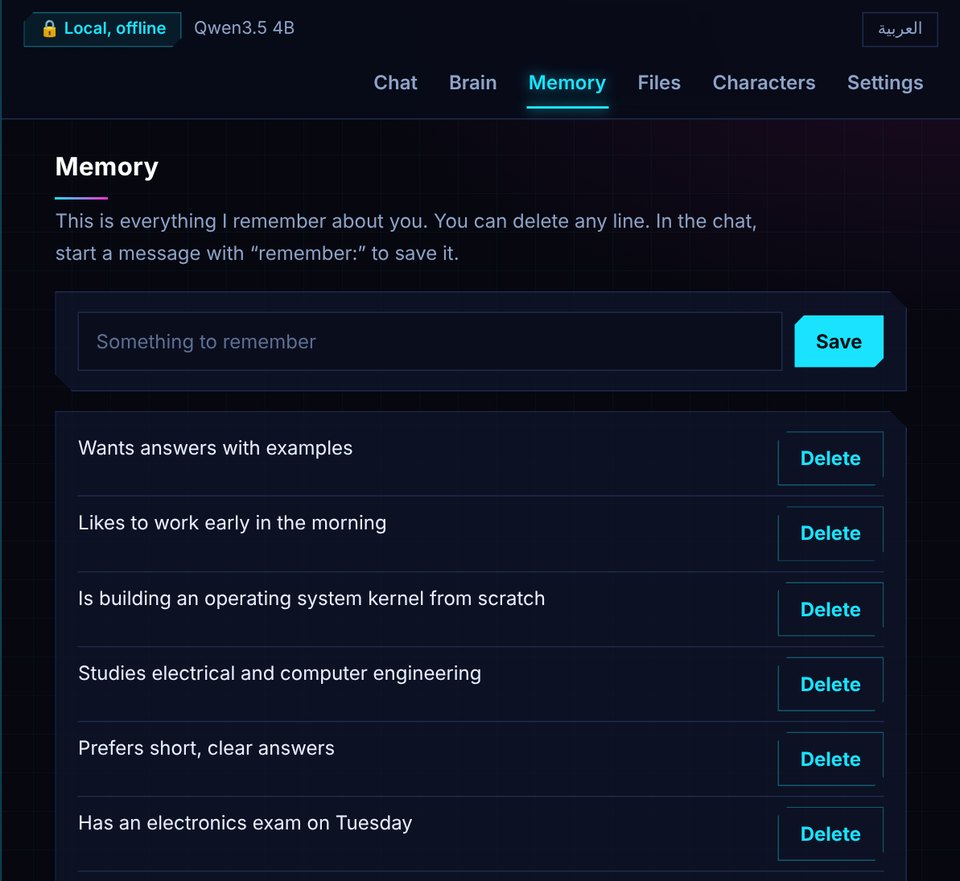 🔒 Local, offline Qwen3.5 4B العربية
Chat Brain Memory Files Characters Settings
Memory
This is everything I remember about you. You can delete any line. In the chat,
start a message with “remember:” to save it.
Something to remember Save
Wants answers with examples Delete
Likes to work early in the morning Delete
Is building an operating system kernel from scratch Delete
Studies electrical and computer engineering Delete
Prefers short, clear answers Delete
Has an electronics exam on Tuesday Delete